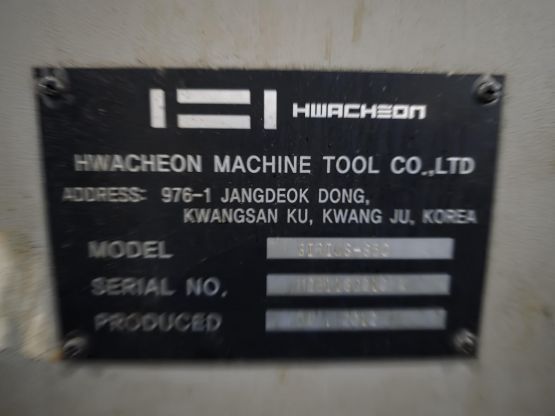 HWACHEON
HWACHEON MACHINE TOOL CO.,LTD
ADDRESS: 976-1 JANGDEOK DONG,
KWANGSAN KU, KWANG JU, KOREA
MODEL
SERIAL NO.
PRODUCED